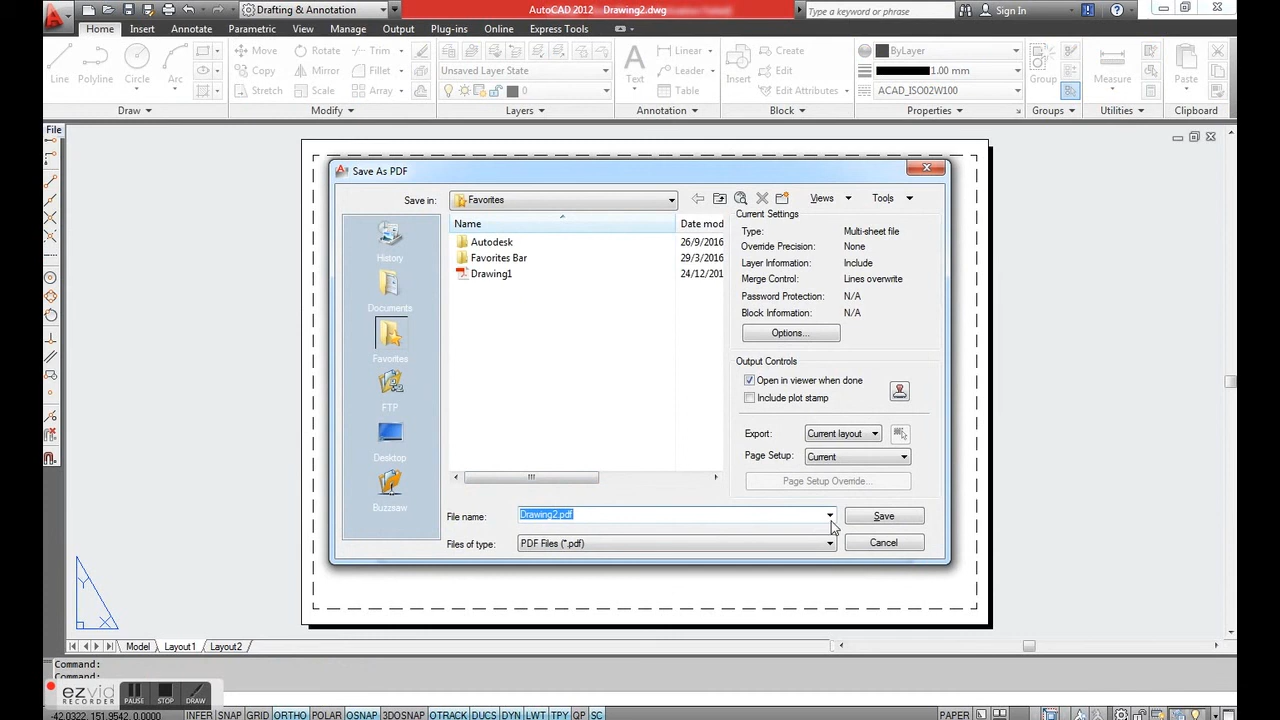 Drafting & Annotation
AutoCAD 2012
Drawing2.dwg
Type a keyword or phrase
Sign In
Home
Insert
Annotate
Parametric
View
Manage
Output
Plug-ins
Online
Express Tools
Line
Polyline
Circle
Arc
Move
Rotate
Trim
Copy
Mirror
Fillet
Stretch
Scale
Array
Unsaved Layer State
0
Text
Linear
Leader
Table
Insert
Create
Edit
Edit Attributes
ByLayer
1.00 mm
ACAD_ISO02W100
Group
Measure
Paste
Draw
Modify
Layers
Annotation
Block
Properties
Groups
Utilities
Clipboard
File
Save As PDF
Save in:
Favorites
Views
Tools
History
Documents
Favorites
FTP
Desktop
Buzzsaw
Name
Date mod
Autodesk
26/9/2016
Favorites Bar
29/3/2016
Drawing1
24/12/201
Current Settings
Type: Multi-sheet file
Override Precision: None
Layer Information: Include
Merge Control: Lines overwrite
Password Protection: N/A
Block Information: N/A
Options...
Output Controls
Open in viewer when done
Include plot stamp
Export: Current layout
Page Setup: Current
Page Setup Override...
File name: Drawing2.pdf
Save
Files of type: PDF Files (*.pdf)
Cancel
Y
X
Model
Layout1
Layout2
Command:
Command:
ezvid
RECORDER
PAUSE
STOP
DRAW
-42.0322, 151.9542, 0.0000
INFER
SNAP
GRID
ORTHO
POLAR
OSNAP
3DOSNAP
OTRACK
DUCS
DYN
LWT
TPY
QP
SC
PAPER